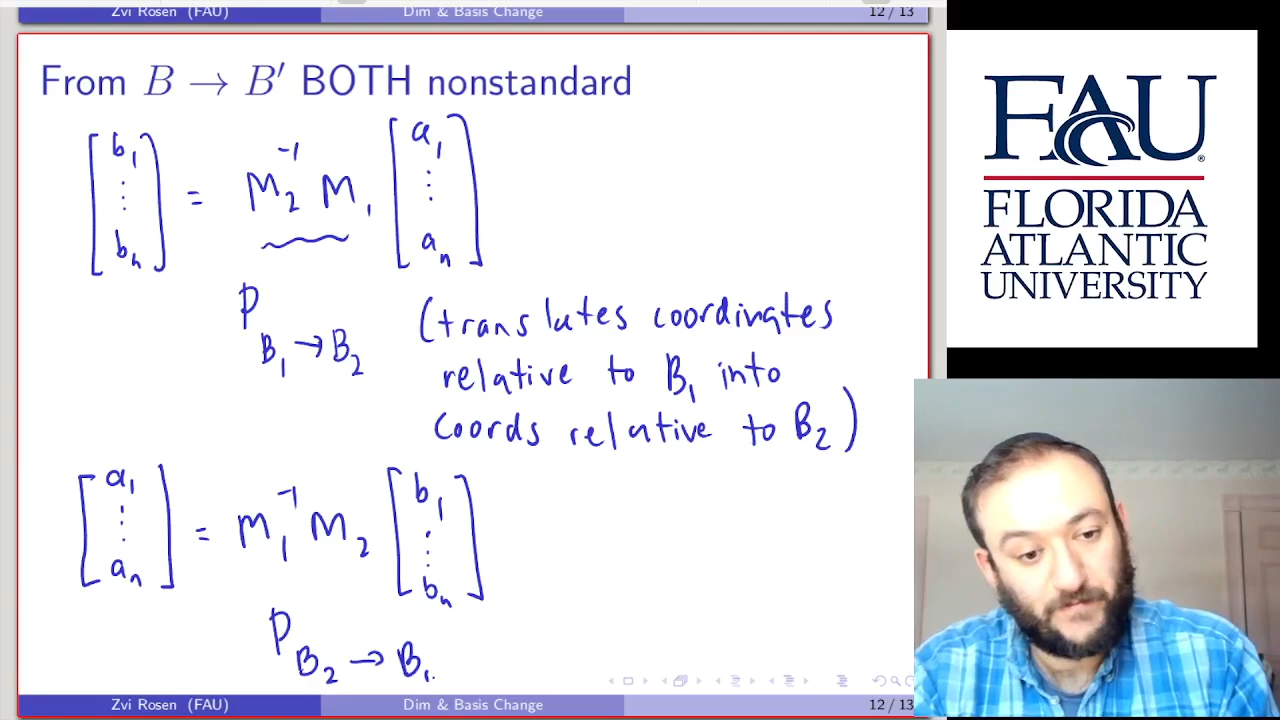 Zvi Rosen (FAU) Dim & Basis Change 12 / 13
From B → B′ BOTH nonstandard
[b₁ ⋮ bₙ] = M₂⁻¹ M₁ [a₁ ⋮ aₙ]
P B₁ → B₂
(translates coordinates
relative to B₁ into
coords relative to B₂)
[a₁ ⋮ aₙ] = M₁⁻¹ M₂ [b₁ ⋮ bₙ]
P B₂ → B₁
Zvi Rosen (FAU) Dim & Basis Change 12 / 13
FAU
FLORIDA
ATLANTIC
UNIVERSITY